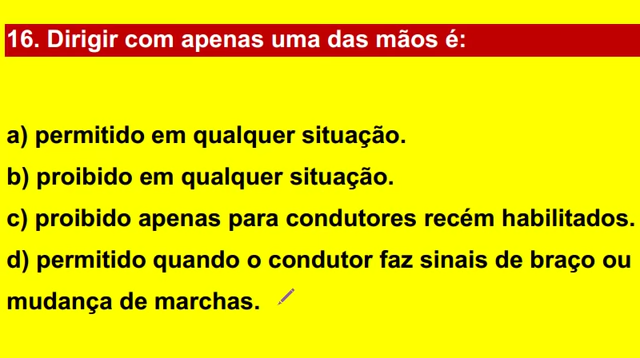 16. Dirigir com apenas uma das mãos é:
a) permitido em qualquer situação.
b) proibido em qualquer situação.
c) proibido apenas para condutores recém habilitados.
d) permitido quando o condutor faz sinais de braço ou
mudança de marchas.